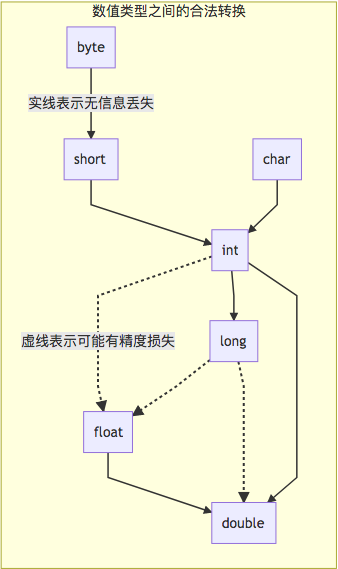 数值类型之间的合法转换
byte
实线表示无信息丢失
short
char
int
虚线表示可能有精度损失
long
float
double